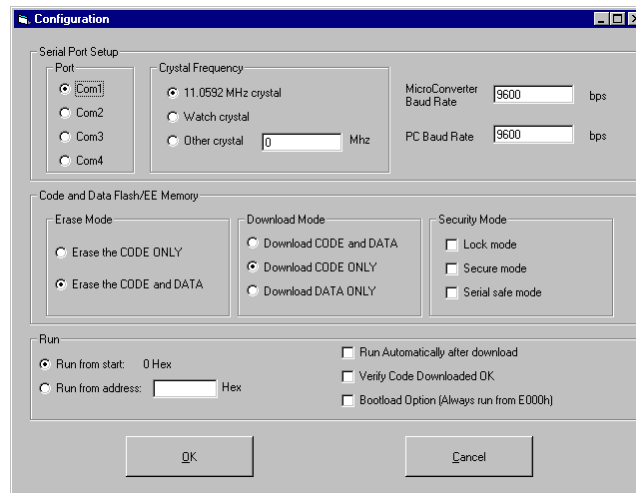 Configuration
Serial Port Setup
Port
Com1
Com2
Com3
Com4
Crystal Frequency
11.0592 MHz crystal
Watch crystal
Other crystal 0 Mhz
MicroConverter
Baud Rate 9600 bps
PC Baud Rate 9600 bps
Code and Data Flash/EE Memory
Erase Mode
Erase the CODE ONLY
Erase the CODE and DATA
Download Mode
Download CODE and DATA
Download CODE ONLY
Download DATA ONLY
Security Mode
Lock mode
Secure mode
Serial safe mode
Run
Run from start: 0 Hex
Run from address: Hex
Run Automatically after download
Verify Code Downloaded OK
Bootload Option (Always run from E000h)
OK
Cancel